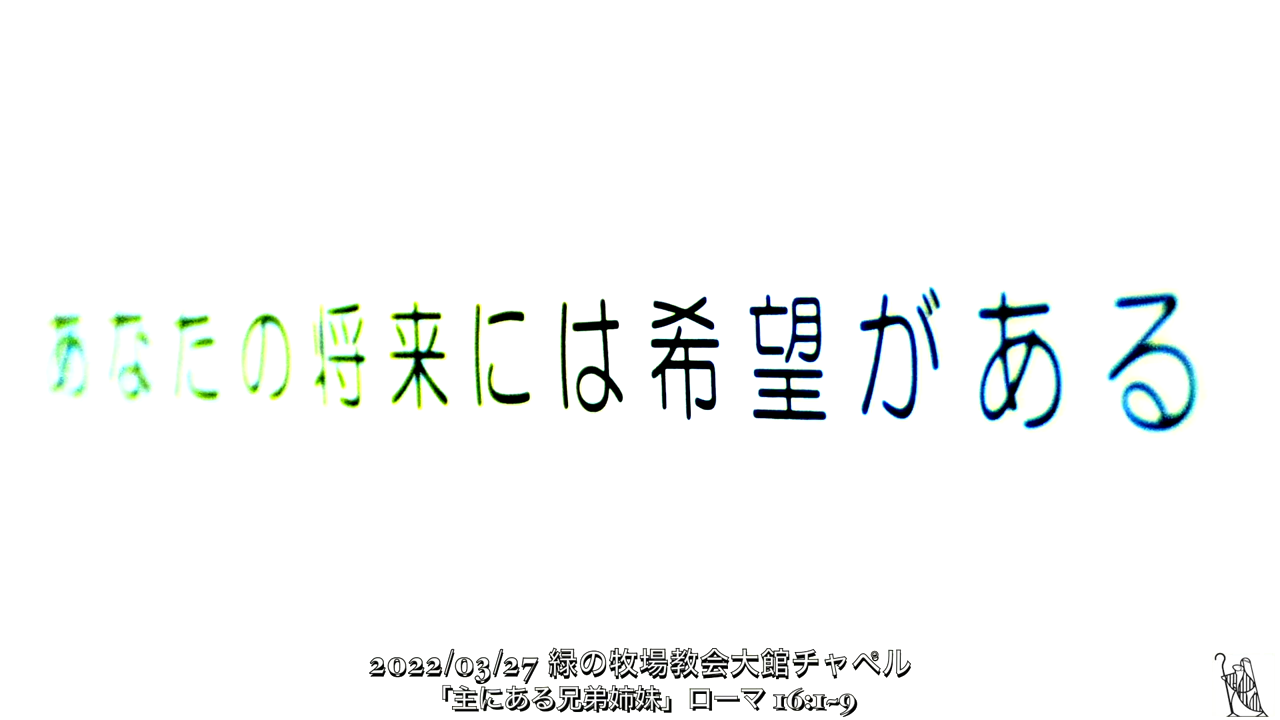 あなたの将来には希望がある
2022/03/27 緑の牧場教会大館チャペル
「主にある兄弟姉妹」ローマ 16:1~9